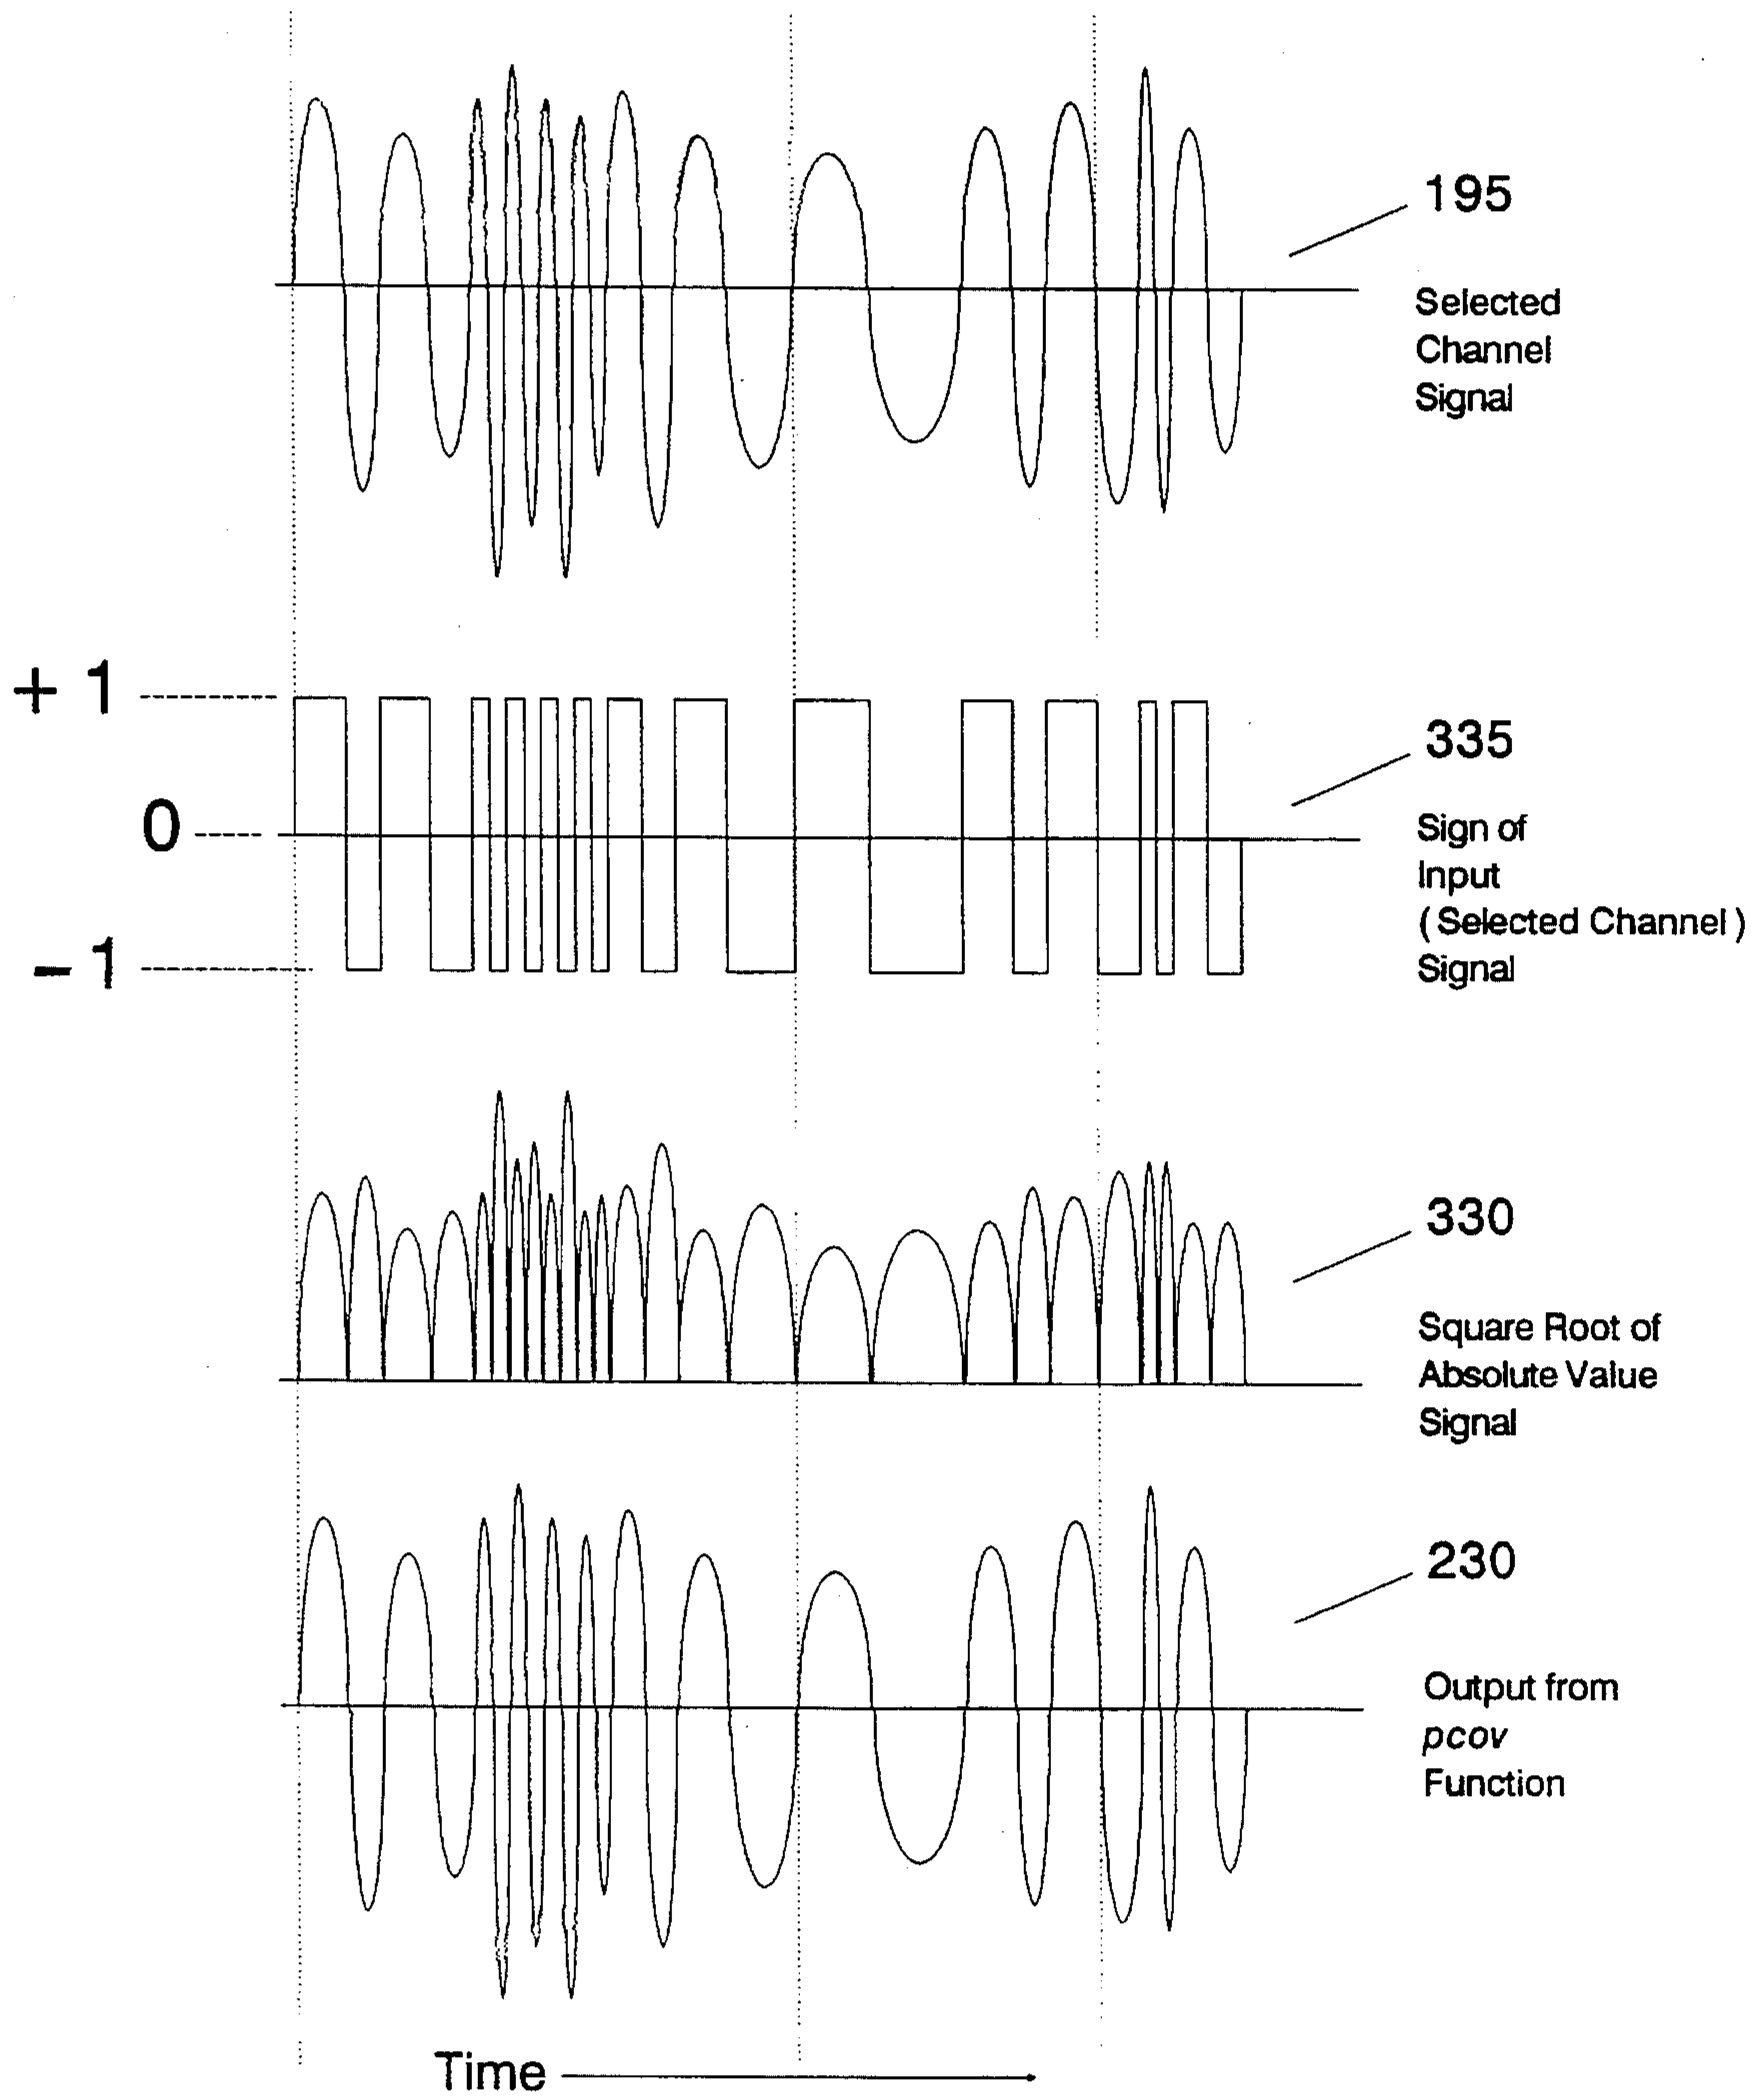 195
Selected
Channel
Signal
+ 1
0
- 1
335
Sign of
Input
( Selected Channel )
Signal
330
Square Root of
Absolute Value
Signal
230
Output from
pcov
Function
Time